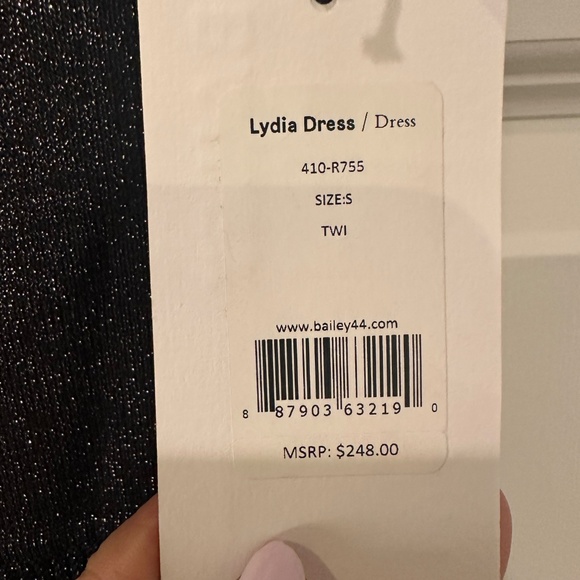 Lydia Dress / Dress
410-R755
SIZE:S
TWI
www.bailey44.com
8 87903 63219 0
MSRP: $248.00